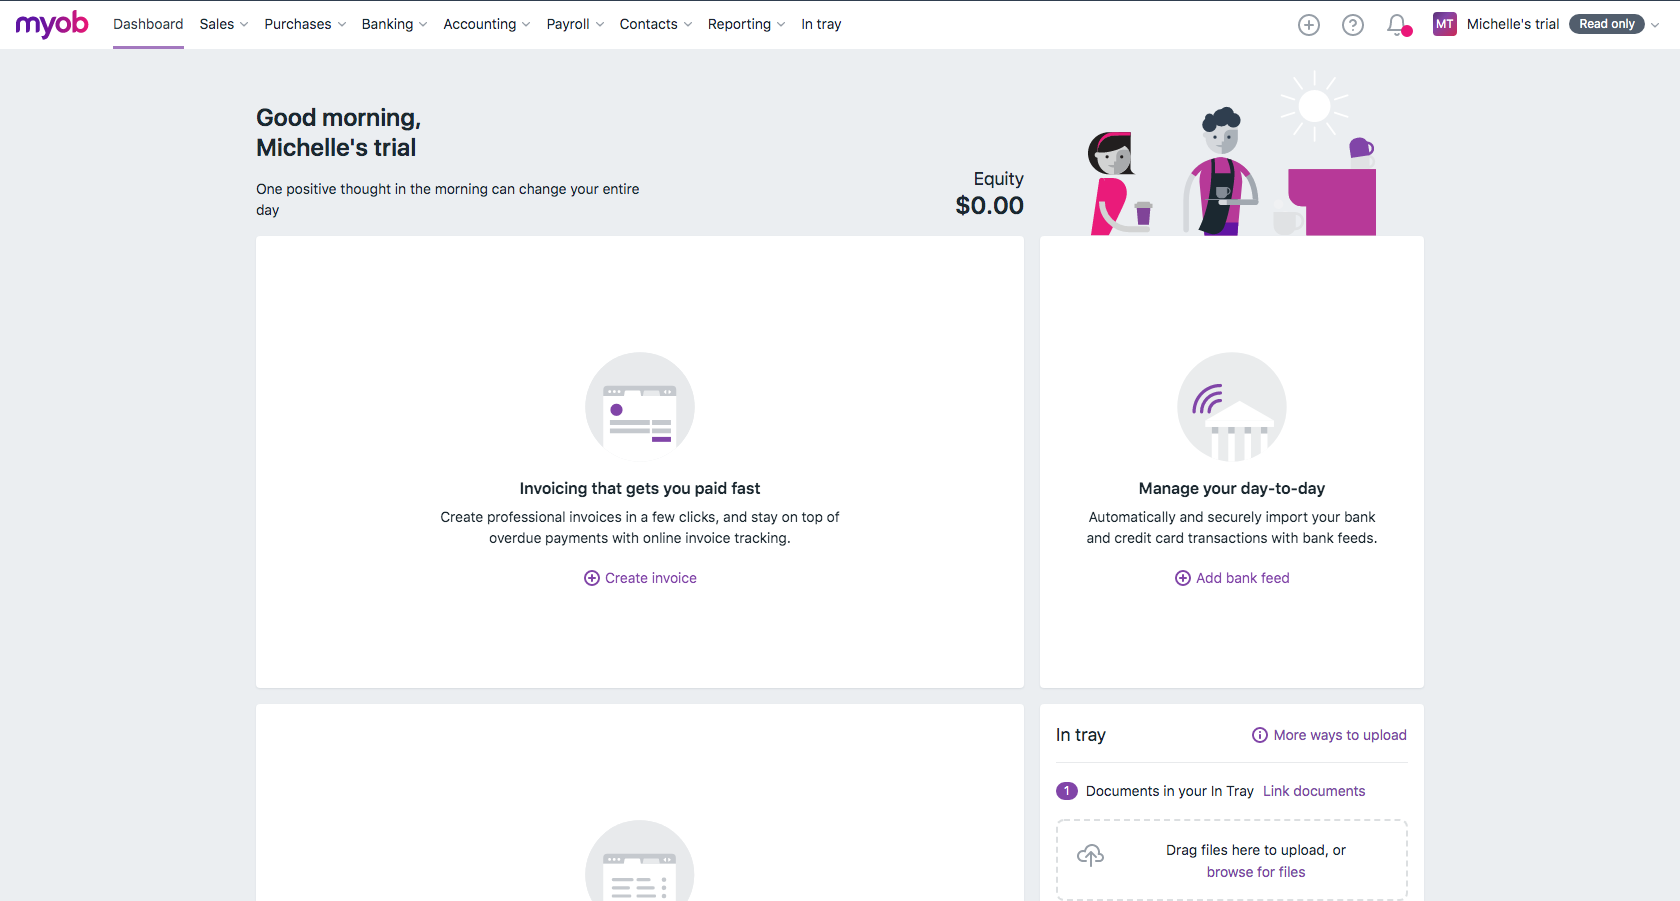 myob
Dashboard
Sales
Purchases
Banking
Accounting
Payroll
Contacts
Reporting
In tray
MT
Michelle's trial
Read only
Good morning,
Michelle's trial
One positive thought in the morning can change your entire
day
Equity
$0.00
Invoicing that gets you paid fast
Create professional invoices in a few clicks, and stay on top of
overdue payments with online invoice tracking.
Create invoice
Manage your day-to-day
Automatically and securely import your bank
and credit card transactions with bank feeds.
Add bank feed
In tray
More ways to upload
1 Documents in your In Tray Link documents
Drag files here to upload, or
browse for files